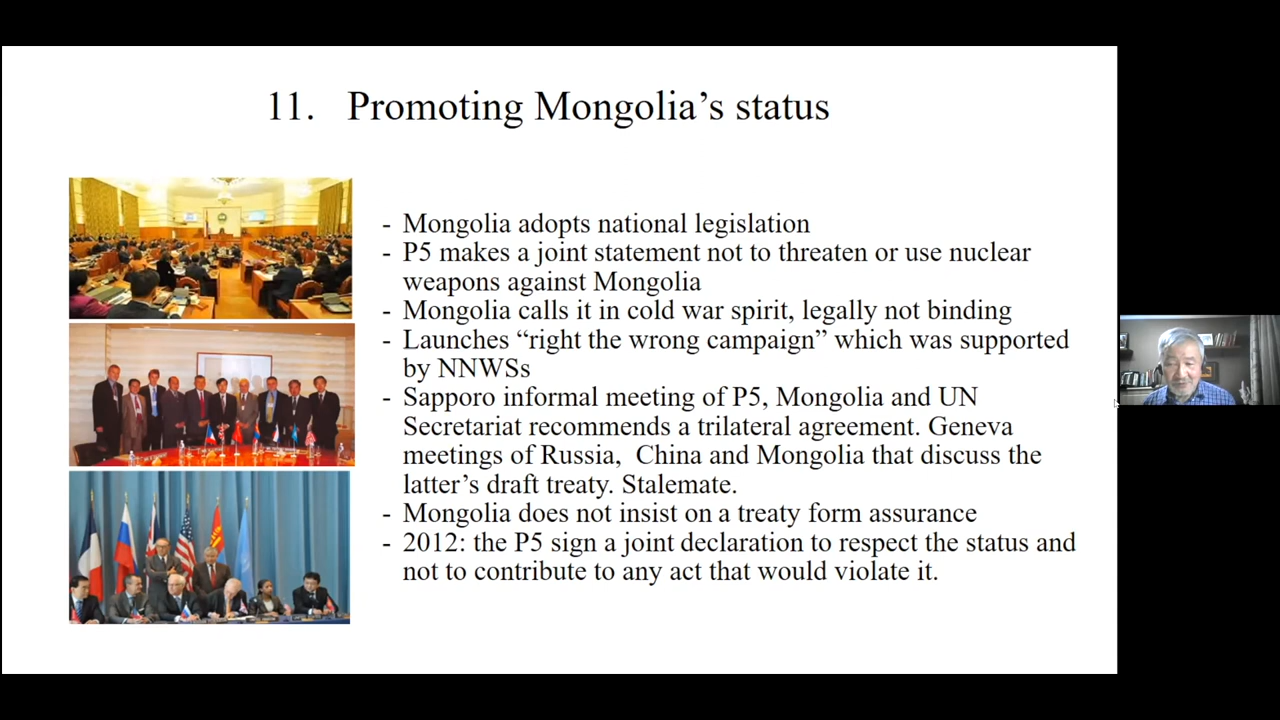 11. Promoting Mongolia’s status
- Mongolia adopts national legislation
- P5 makes a joint statement not to threaten or use nuclear
weapons against Mongolia
- Mongolia calls it in cold war spirit, legally not binding
- Launches “right the wrong campaign” which was supported
by NNWSs
- Sapporo informal meeting of P5, Mongolia and UN
Secretariat recommends a trilateral agreement. Geneva
meetings of Russia, China and Mongolia that discuss the
latter’s draft treaty. Stalemate.
- Mongolia does not insist on a treaty form assurance
- 2012: the P5 sign a joint declaration to respect the status and
not to contribute to any act that would violate it.